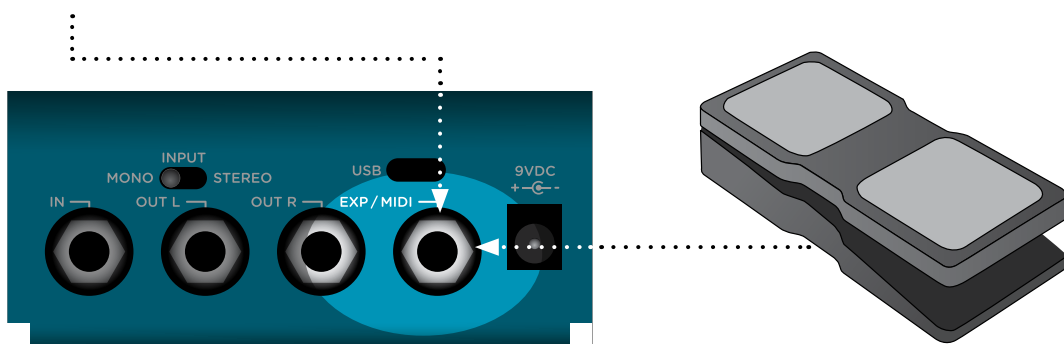 INPUT
MONO STEREO
USB
9VDC
+ -
IN
OUT L
OUT R
EXP/MIDI